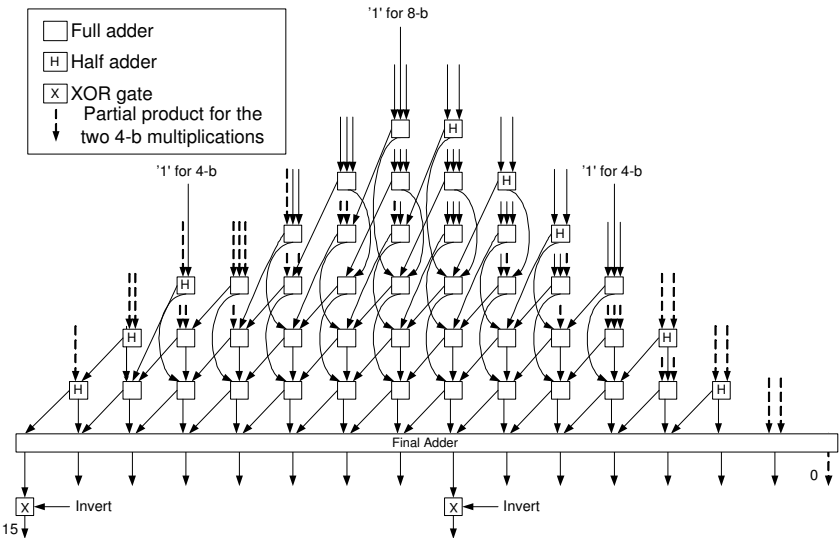 '1' for 8-b
Full adder
H Half adder
X XOR gate
Partial product for the
two 4-b multiplications
H
'1' for 4-b
H
'1' for 4-b
H
H
H
H
H
H
Final Adder
0
X Invert
X Invert
15